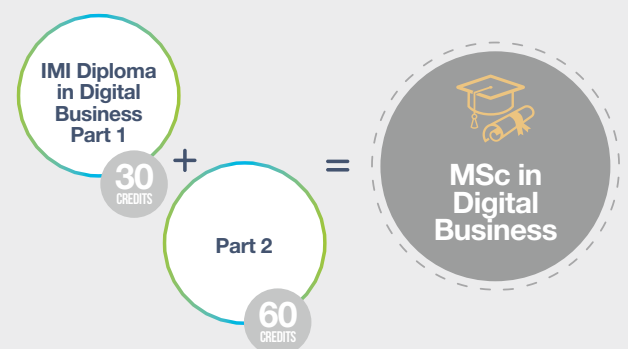 IMI Diploma
in Digital
Business
Part 1
30
CREDITS
+
Part 2
60
CREDITS
=
MSc in
Digital
Business